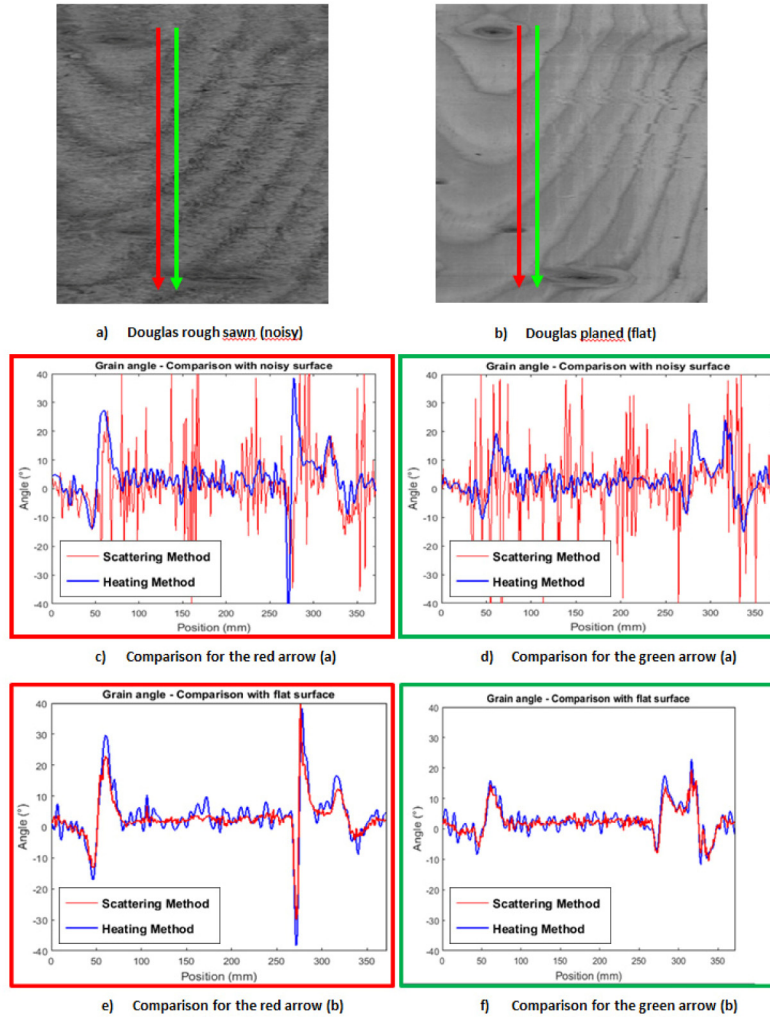 a) Douglas rough sawn (noisy)
b) Douglas planed (flat)
Grain angle - Comparison with noisy surface
40
30
20
10
0
-10
-20
-30
-40
Angle (°)
Scattering Method
Heating Method
0 50 100 150 200 250 300 350
Position (mm)
c) Comparison for the red arrow (a)
Grain angle - Comparison with noisy surface
40
30
20
10
0
-10
-20
-30
-40
Angle (°)
Scattering Method
Heating Method
0 50 100 150 200 250 300 350
Position (mm)
d) Comparison for the green arrow (a)
Grain angle - Comparison with flat surface
40
30
20
10
0
-10
-20
-30
-40
Angle (°)
Scattering Method
Heating Method
0 50 100 150 200 250 300 350
Position (mm)
e) Comparison for the red arrow (b)
Grain angle - Comparison with flat surface
40
30
20
10
0
-10
-20
-30
-40
Angle (°)
Scattering Method
Heating Method
0 50 100 150 200 250 300 350
Position (mm)
f) Comparison for the green arrow (b)